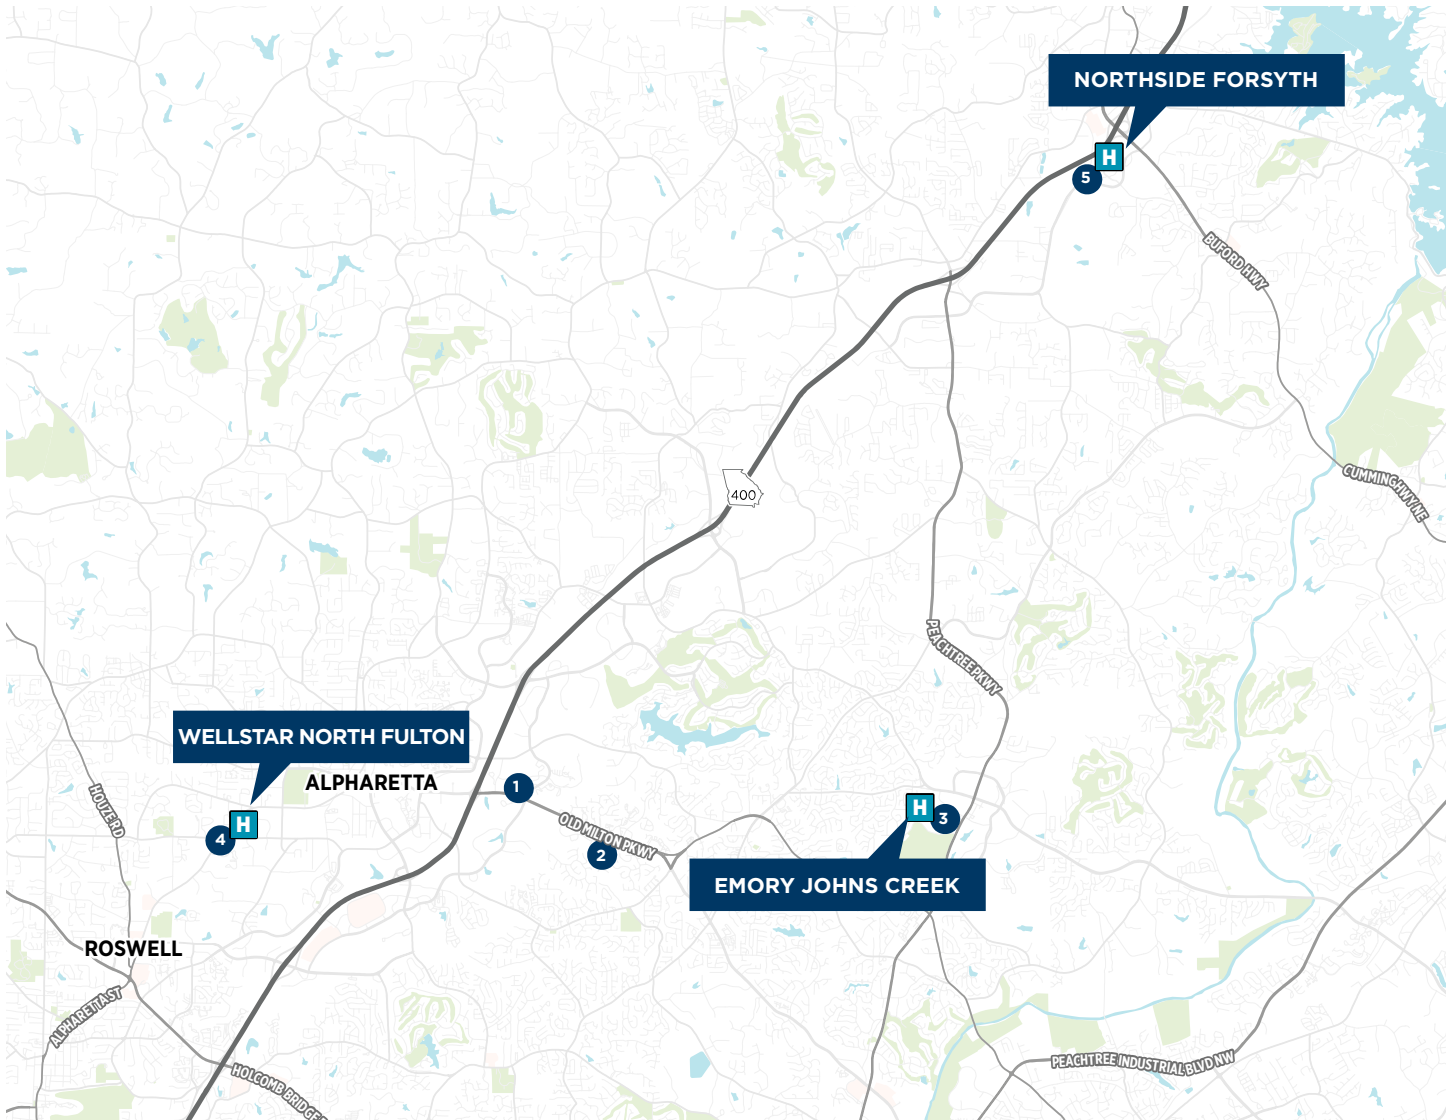 NORTHSIDE FORSYTH
H
5
BUFORD HWY
CUMMING HWY NE
400
PEACHTREE PKWY
WELLSTAR NORTH FULTON
ALPHARETTA
1
HOUZE RD
H
4
OLD MILTON PKWY
2
H
3
EMORY JOHNS CREEK
ROSWELL
ALPHARETTA ST
HOLCOMB BRIDGE
PEACHTREE INDUSTRIAL BLVD NW